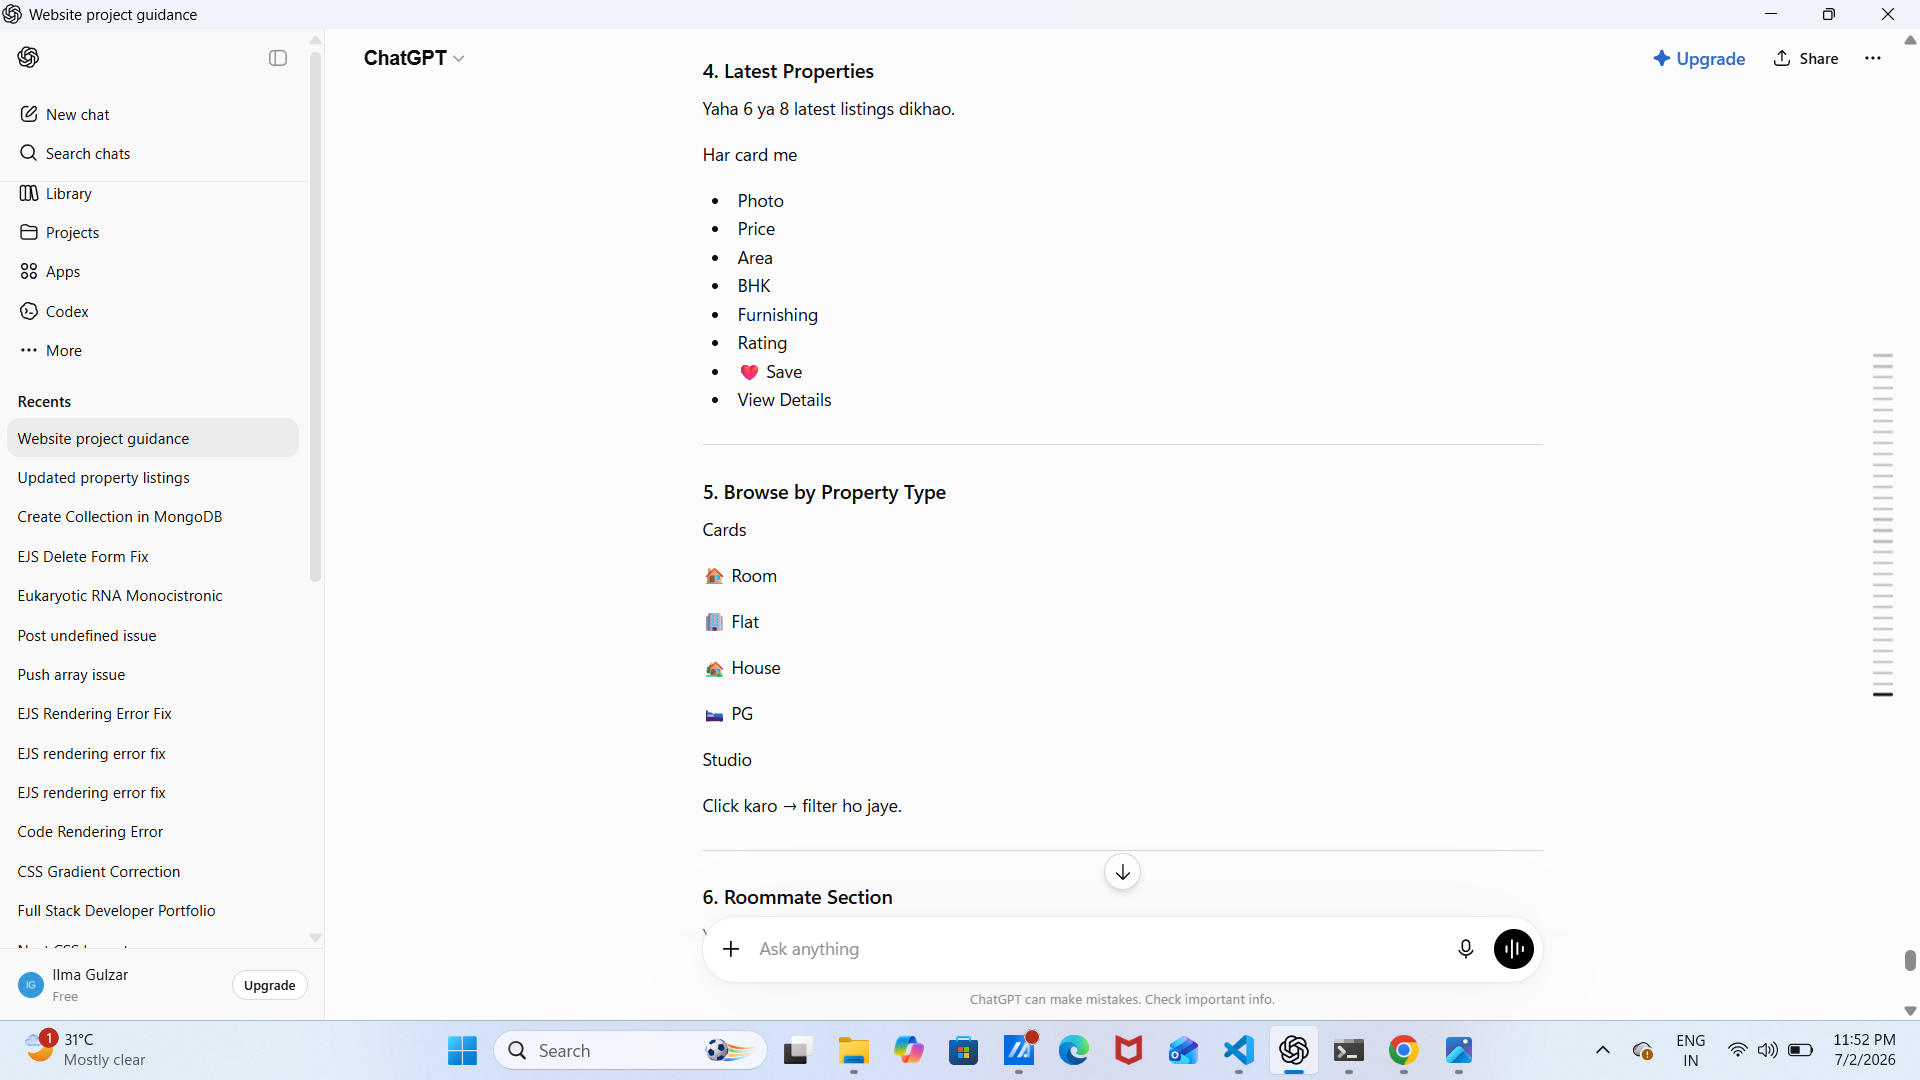 Website project guidance
New chat
Search chats
Library
Projects
Apps
Codex
More
Recents
Website project guidance
Updated property listings
Create Collection in MongoDB
EJS Delete Form Fix
Eukaryotic RNA Monocistronic
Post undefined issue
Push array issue
EJS Rendering Error Fix
EJS rendering error fix
EJS rendering error fix
Code Rendering Error
CSS Gradient Correction
Full Stack Developer Portfolio
IG
Ilma Gulzar
Free
Upgrade
ChatGPT
Upgrade
Share
4. Latest Properties
Yaha 6 ya 8 latest listings dikhao.
Har card me
Photo
Price
Area
BHK
Furnishing
Rating
❤️ Save
View Details
5. Browse by Property Type
Cards
🏠 Room
🏢 Flat
🏡 House
🛏️ PG
Studio
Click karo → filter ho jaye.
6. Roommate Section
Ask anything
ChatGPT can make mistakes. Check important info.
1
31°C
Mostly clear
Search
ENG
IN
11:52 PM
7/2/2026